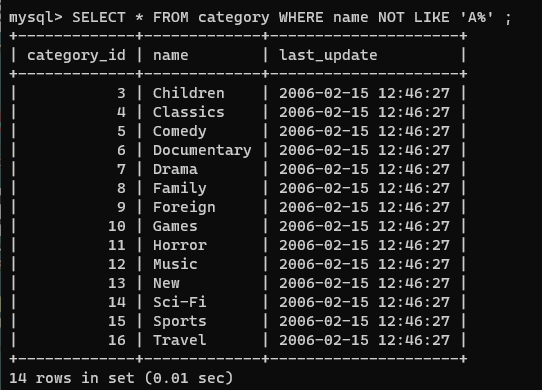 mysql> SELECT * FROM category WHERE name NOT LIKE 'A%' ;
+-------------+-------------+---------------------+
| category_id | name        | last_update         |
+-------------+-------------+---------------------+
|           3 | Children    | 2006-02-15 12:46:27 |
|           4 | Classics    | 2006-02-15 12:46:27 |
|           5 | Comedy      | 2006-02-15 12:46:27 |
|           6 | Documentary | 2006-02-15 12:46:27 |
|           7 | Drama       | 2006-02-15 12:46:27 |
|           8 | Family      | 2006-02-15 12:46:27 |
|           9 | Foreign     | 2006-02-15 12:46:27 |
|          10 | Games       | 2006-02-15 12:46:27 |
|          11 | Horror      | 2006-02-15 12:46:27 |
|          12 | Music       | 2006-02-15 12:46:27 |
|          13 | New         | 2006-02-15 12:46:27 |
|          14 | Sci-Fi      | 2006-02-15 12:46:27 |
|          15 | Sports      | 2006-02-15 12:46:27 |
|          16 | Travel      | 2006-02-15 12:46:27 |
+-------------+-------------+---------------------+
14 rows in set (0.01 sec)